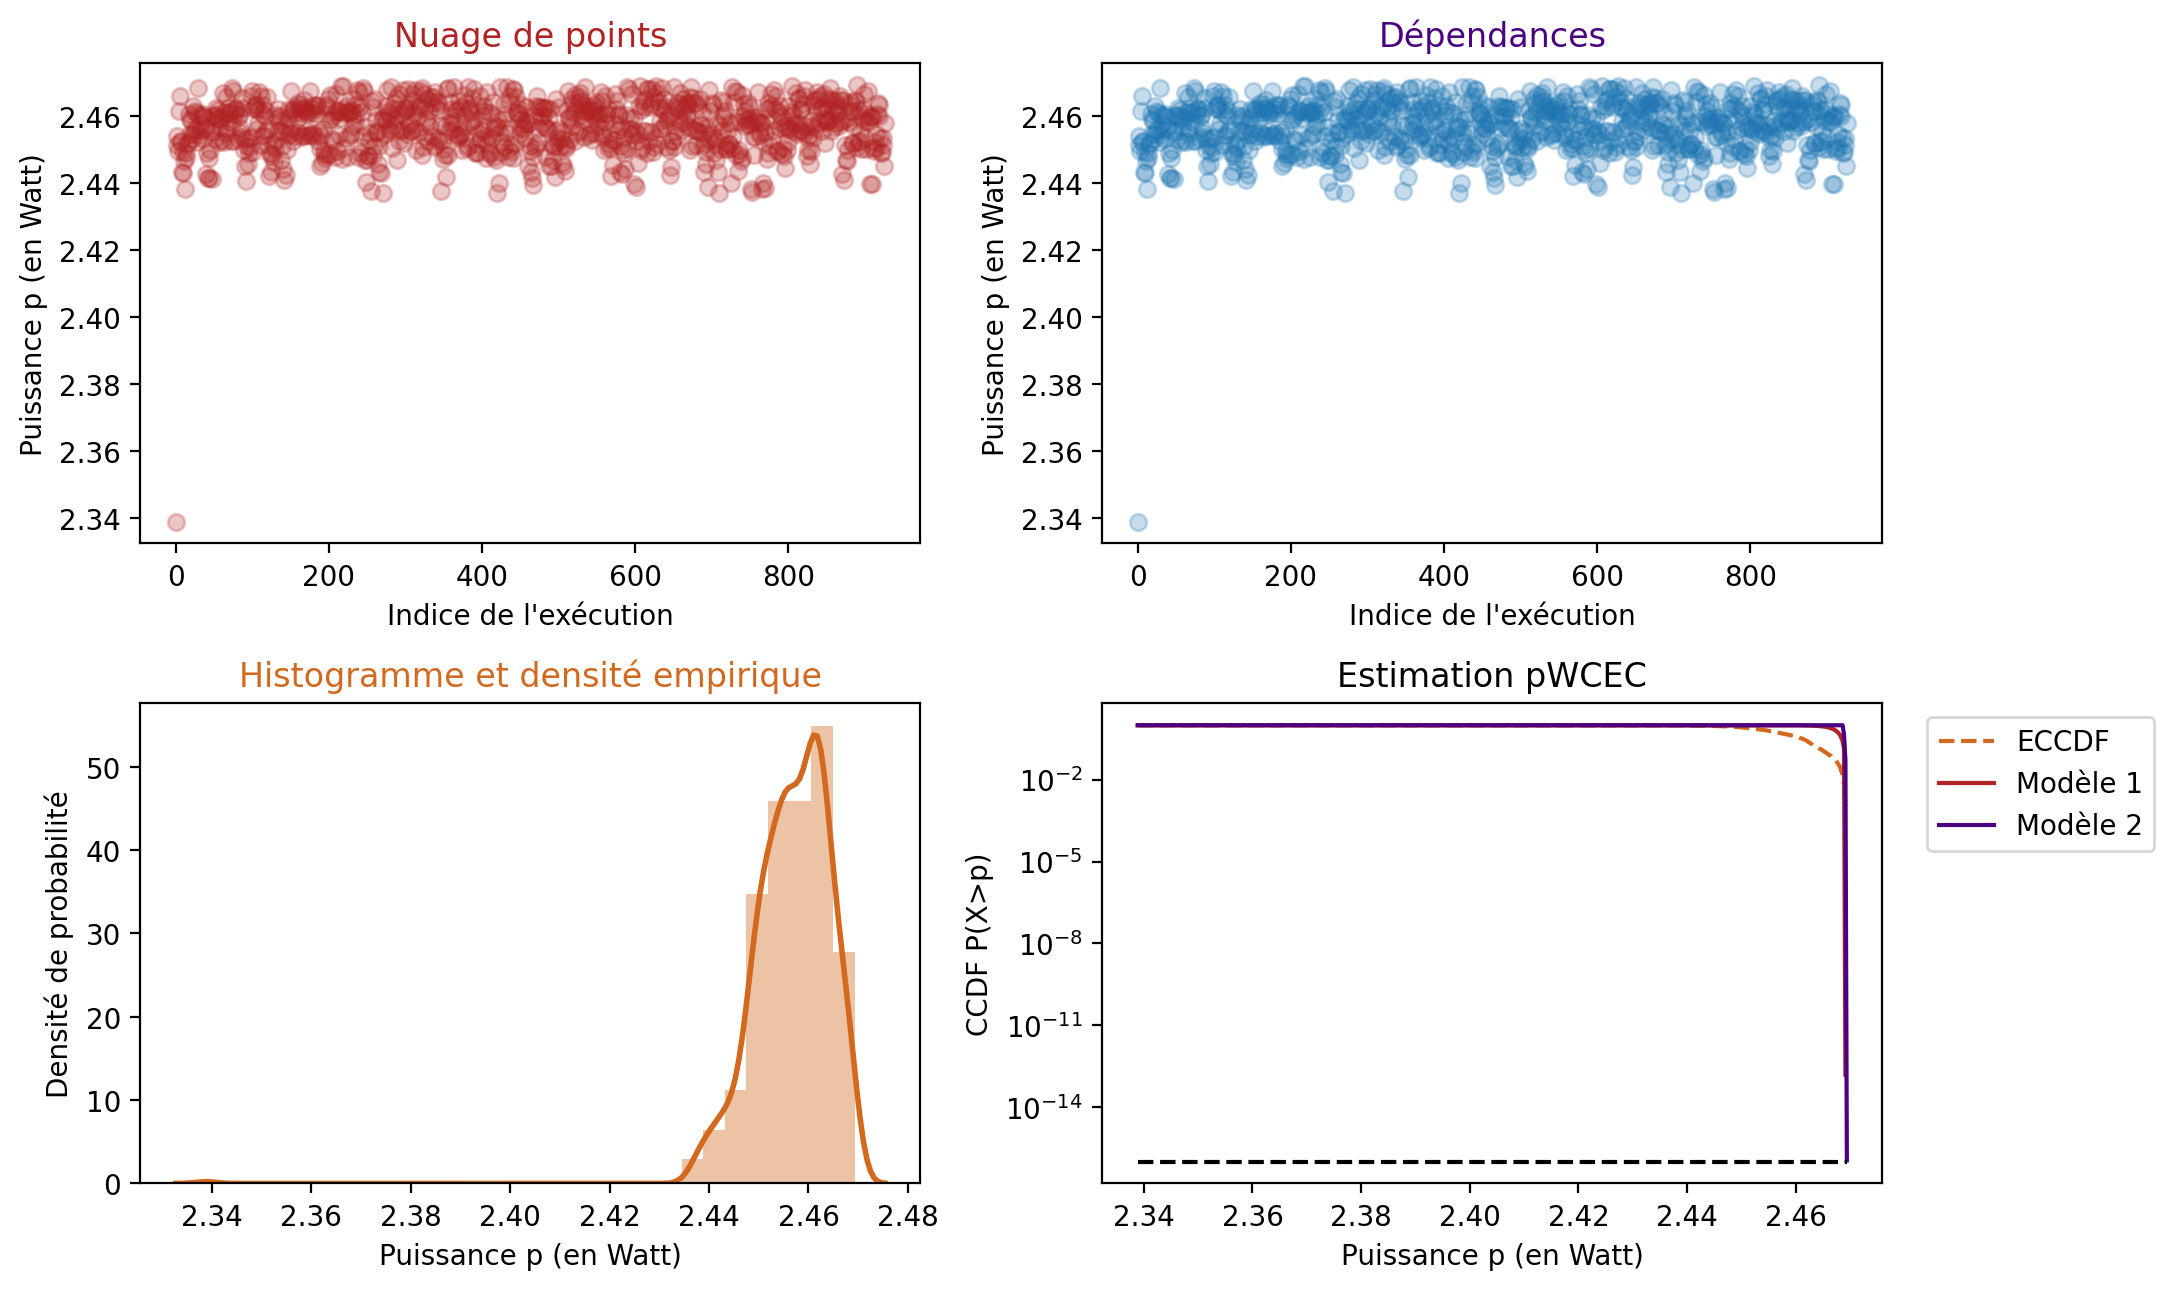 Nuage de points
Puissance p (en Watt)
2.46
2.44
2.42
2.40
2.38
2.36
2.34
0 200 400 600 800
Indice de l'exécution
Dépendances
Puissance p (en Watt)
2.46
2.44
2.42
2.40
2.38
2.36
2.34
0 200 400 600 800
Indice de l'exécution
Histogramme et densité empirique
Densité de probabilité
50
40
30
20
10
0
2.34 2.36 2.38 2.40 2.42 2.44 2.46 2.48
Puissance p (en Watt)
Estimation pWCEC
CCDF P(X>p)
10⁻²
10⁻⁵
10⁻⁸
10⁻¹¹
10⁻¹⁴
2.34 2.36 2.38 2.40 2.42 2.44 2.46
Puissance p (en Watt)
ECCDF
Modèle 1
Modèle 2